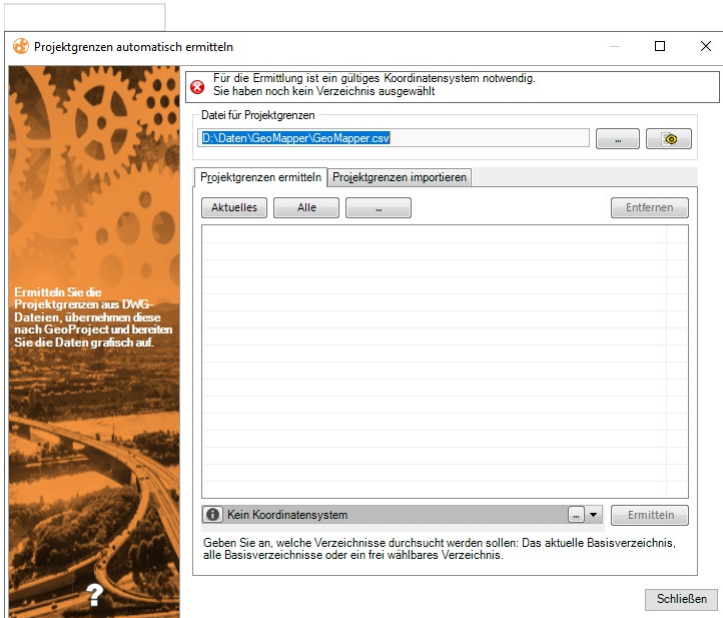 Projektgrenzen automatisch ermitteln
Für die Ermittlung ist ein gültiges Koordinatensystem notwendig.
Sie haben noch kein Verzeichnis ausgewählt
Datei für Projektgrenzen
D:\Daten\GeoMapper\GeoMapper.csv
...
Projektgrenzen ermitteln
Projektgrenzen importieren
Aktuelles
Alle
...
Entfernen
Ermitteln Sie die
Projektgrenzen aus DWG-
Dateien, übernehmen diese
nach GeoProject und bereiten
Sie die Daten grafisch auf.
Kein Koordinatensystem
...
Ermitteln
Geben Sie an, welche Verzeichnisse durchsucht werden sollen: Das aktuelle Basisverzeichnis,
alle Basisverzeichnisse oder ein frei wählbares Verzeichnis.
?
Schließen